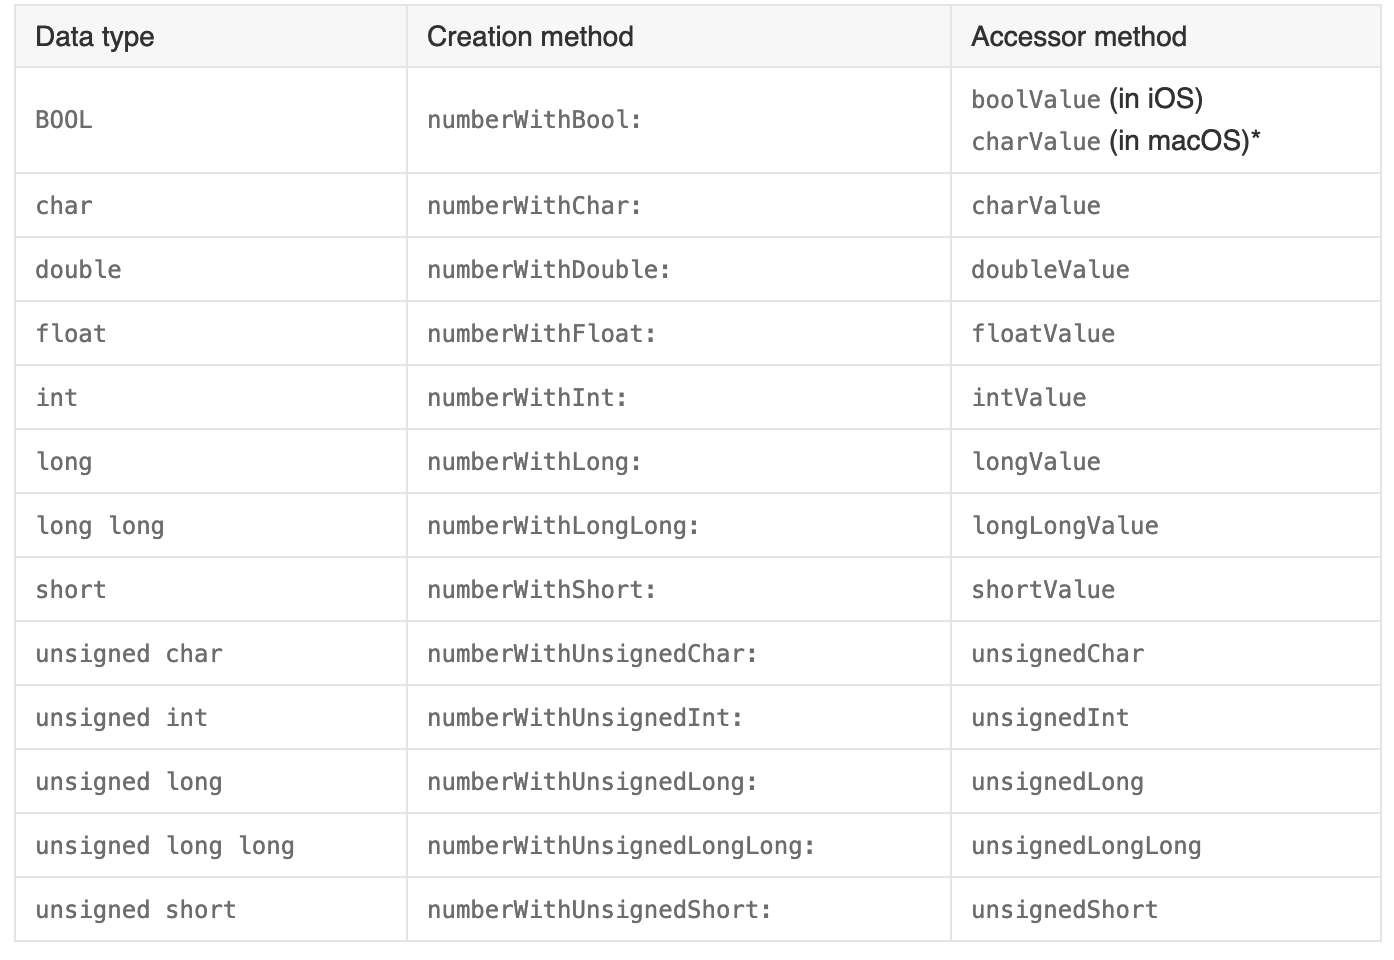 Data type Creation method Accessor method
BOOL numberWithBool: boolValue (in iOS)
charValue (in macOS)*
char numberWithChar: charValue
double numberWithDouble: doubleValue
float numberWithFloat: floatValue
int numberWithInt: intValue
long numberWithLong: longValue
long long numberWithLongLong: longLongValue
short numberWithShort: shortValue
unsigned char numberWithUnsignedChar: unsignedChar
unsigned int numberWithUnsignedInt: unsignedInt
unsigned long numberWithUnsignedLong: unsignedLong
unsigned long long numberWithUnsignedLongLong: unsignedLongLong
unsigned short numberWithUnsignedShort: unsignedShort